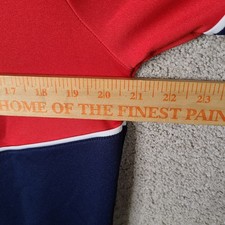 17 18 19 20 21 22 23
HOME OF THE FINEST PAIN